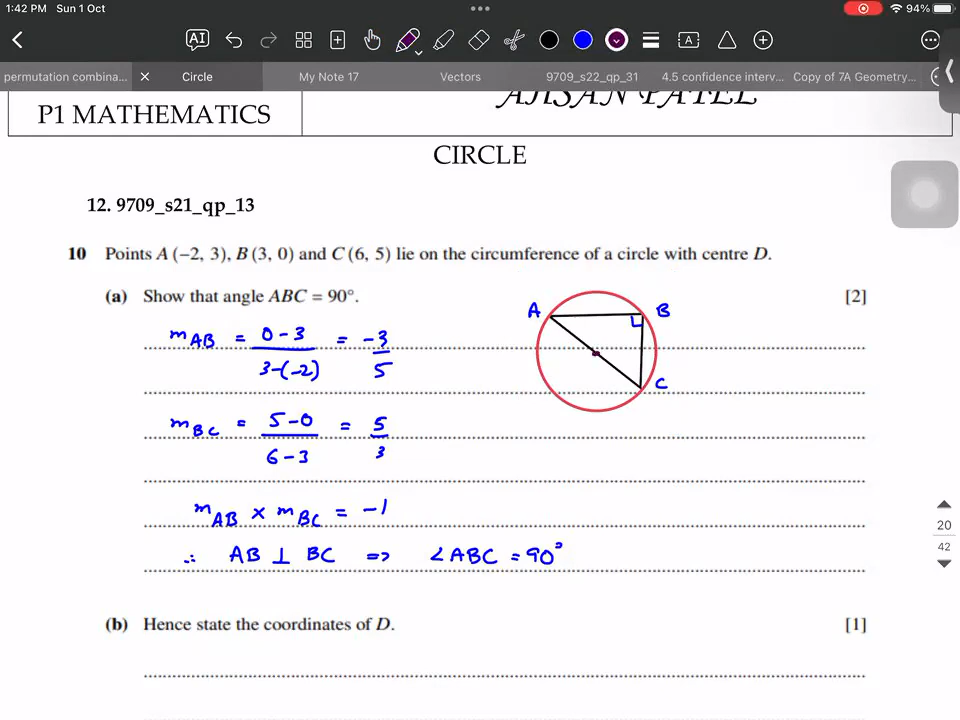 1:42 PM Sun 1 Oct
94%
AI
A
permutation combina...
Circle
My Note 17
Vectors
9709_s22_qp_31
4.5 confidence interv...
Copy of 7A Geometry...
P1 MATHEMATICS
AHSAN PATEL
CIRCLE
12. 9709_s21_qp_13
10 Points A (−2, 3), B (3, 0) and C (6, 5) lie on the circumference of a circle with centre D.
(a) Show that angle ABC = 90°. [2]
A B
C
m_AB = (0-3)/(3-(-2)) = -3/5
m_BC = (5-0)/(6-3) = 5/3
m_AB × m_BC = -1
∴ AB ⊥ BC ⇒ ∠ABC = 90°
20
42
(b) Hence state the coordinates of D. [1]